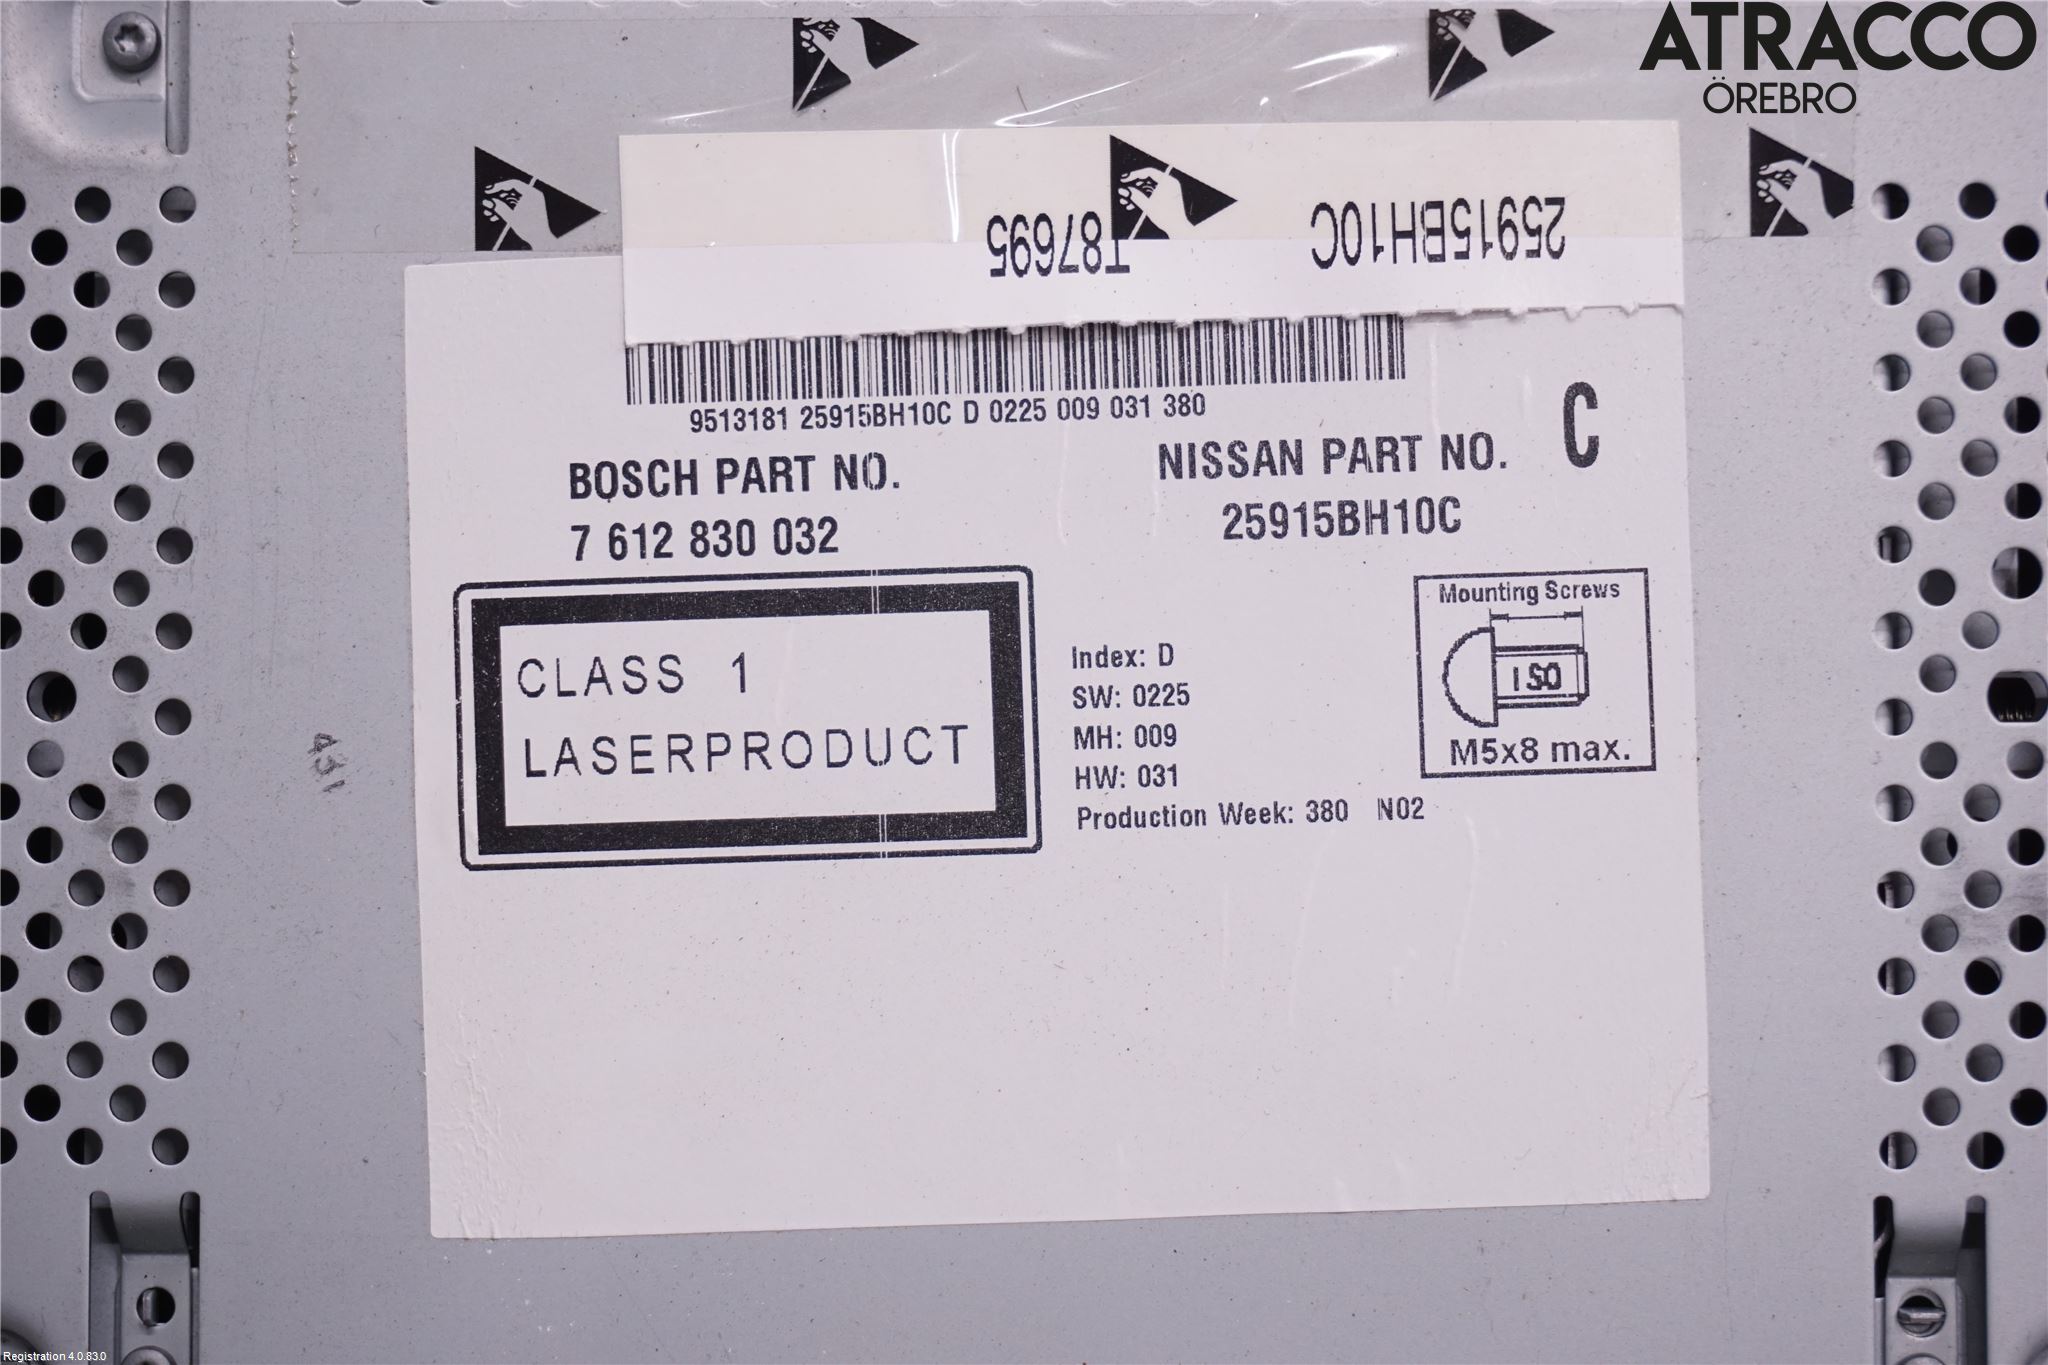 ATRACCO
ÖREBRO
25915BH10C
T87695
9513181 25915BH10C D 0225 009 031 380
BOSCH PART NO.
7 612 830 032
NISSAN PART NO.
25915BH10C
C
CLASS 1
LASERPRODUCT
Index: D
SW: 0225
MH: 009
HW: 031
Production Week: 380 N02
Mounting Screws
ISO
M5x8 max.
431
Registration 4.0.83.0